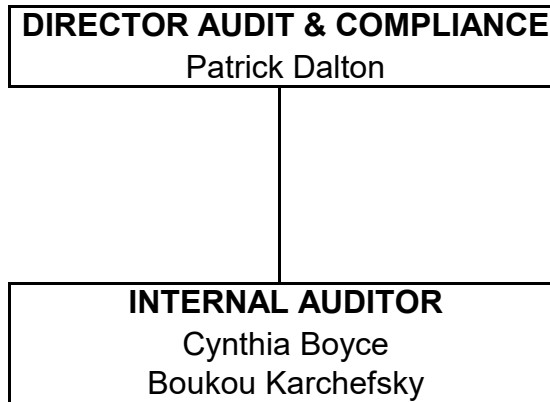 DIRECTOR AUDIT & COMPLIANCE
Patrick Dalton
INTERNAL AUDITOR
Cynthia Boyce
Boukou Karchefsky